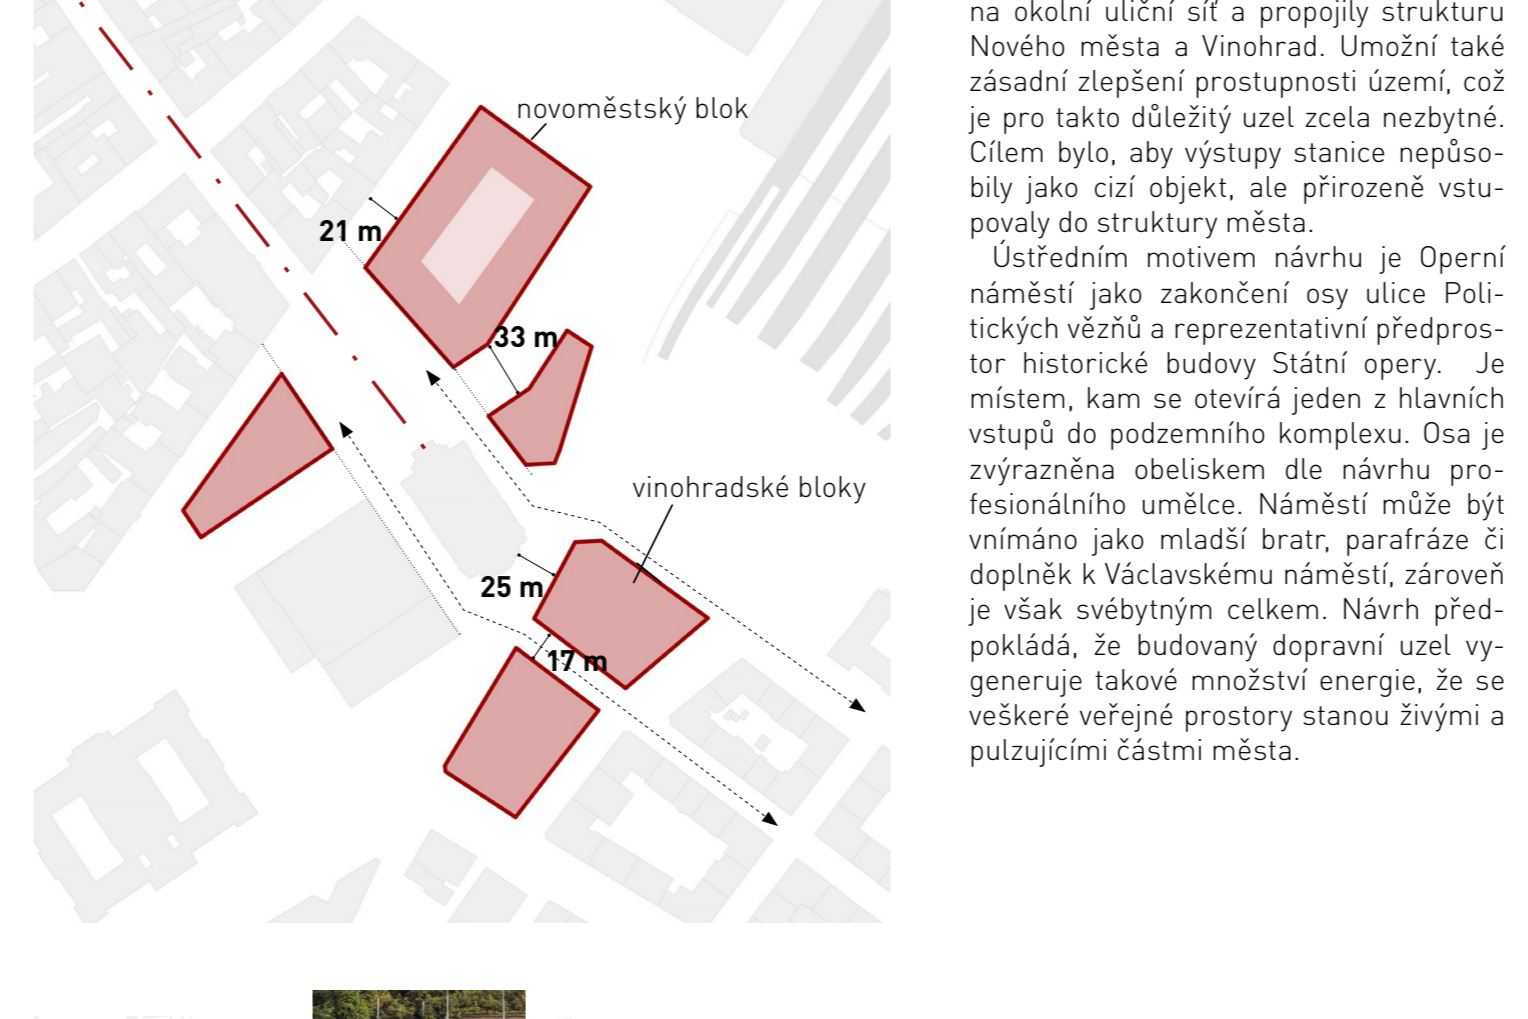 novoměstský blok
21 m
33 m
vinohradské bloky
25 m
17 m
na okolní uliční síť a propojily strukturu
Nového města a Vinohrad. Umožní také
zásadní zlepšení prostupnosti území, což
je pro takto důležitý uzel zcela nezbytné.
Cílem bylo, aby výstupy stanice nepůso-
bily jako cizí objekt, ale přirozeně vstu-
povaly do struktury města.
Ústředním motivem návrhu je Operní
náměstí jako zakončení osy ulice Poli-
tických vězňů a reprezentativní předpros-
tor historické budovy Státní opery. Je
místem, kam se otevírá jeden z hlavních
vstupů do podzemního komplexu. Osa je
zvýrazněna obeliskem dle návrhu pro-
fesionálního umělce. Náměstí může být
vnímáno jako mladší bratr, parafráze či
doplněk k Václavskému náměstí, zároveň
je však svébytným celkem. Návrh před-
pokládá, že budovaný dopravní uzel vy-
generuje takové množství energie, že se
veškeré veřejné prostory stanou živými a
pulzujícími částmi města.